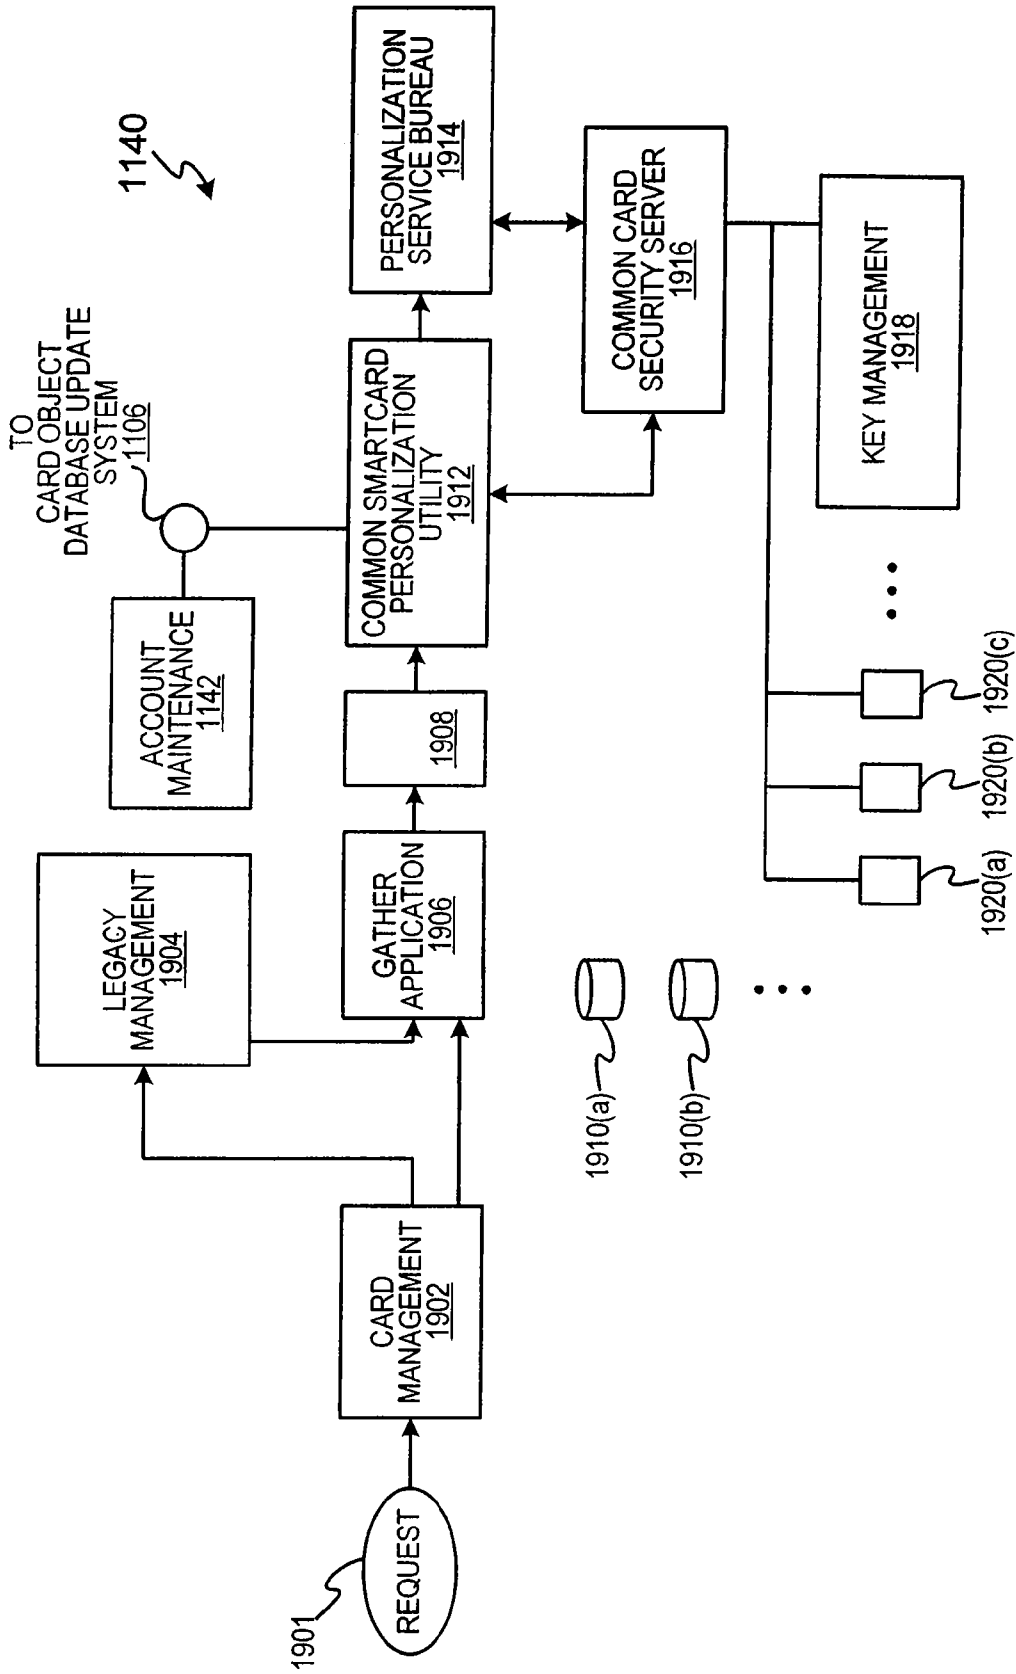 1140
TO
CARD OBJECT
DATABASE UPDATE
SYSTEM
1106
ACCOUNT
MAINTENANCE
1142
LEGACY
MANAGEMENT
1904
1901
REQUEST
CARD
MANAGEMENT
1902
GATHER
APPLICATION
1906
1908
COMMON SMARTCARD
PERSONALIZATION
UTILITY
1912
PERSONALIZATION
SERVICE BUREAU
1914
COMMON CARD
SECURITY SERVER
1916
1910(a)
1910(b)
KEY MANAGEMENT
1918
1920(a)
1920(b)
1920(c)